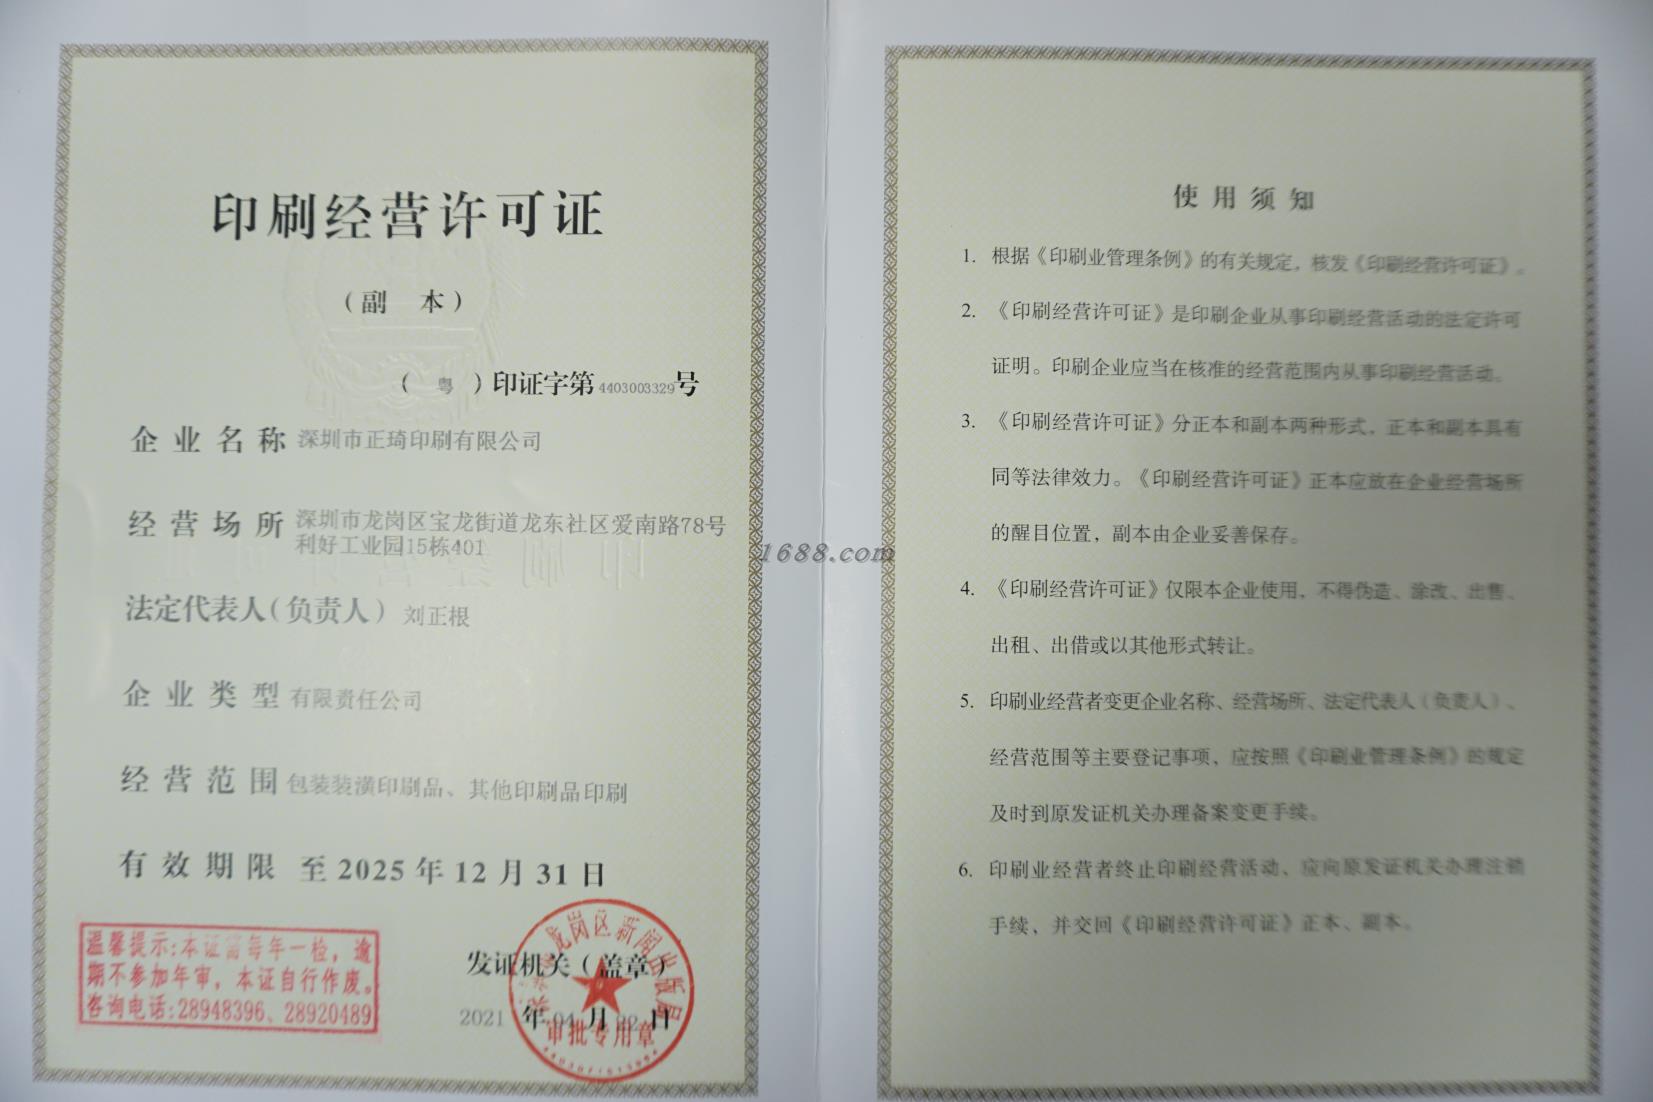 印刷经营许可证
（副 本）
（ 粤 ）印证字第4403003329号
企业名称 深圳市正琦印刷有限公司
经营场所 深圳市龙岗区宝龙街道龙东社区爱南路78号
利好工业园15栋401
法定代表人（负责人） 刘正根
企业类型 有限责任公司
经营范围 包装装潢印刷品、其他印刷品印刷
有效期限 至2025年12月31日
温馨提示:本证需每年一检，逾
期不参加年审，本证自行作废。
咨询电话:28948396、28920489
发证机关（盖章）
2021 年 04 月 日
龙岗区新闻出版局
审批专用章
1688.com
使用须知
1. 根据《印刷业管理条例》的有关规定，核发《印刷经营许可证》。
2. 《印刷经营许可证》是印刷企业从事印刷经营活动的法定许可
证明。印刷企业应当在核准的经营范围内从事印刷经营活动。
3. 《印刷经营许可证》分正本和副本两种形式，正本和副本具有
同等法律效力。《印刷经营许可证》正本应放在企业经营场所
的醒目位置，副本由企业妥善保存。
4. 《印刷经营许可证》仅限本企业使用，不得伪造、涂改、出售、
出租、出借或以其他形式转让。
5. 印刷业经营者变更企业名称、经营场所、法定代表人（负责人）、
经营范围等主要登记事项，应按照《印刷业管理条例》的规定
及时到原发证机关办理备案变更手续。
6. 印刷业经营者终止印刷经营活动、应向原发证机关办理注销
手续，并交回《印刷经营许可证》正本、副本。